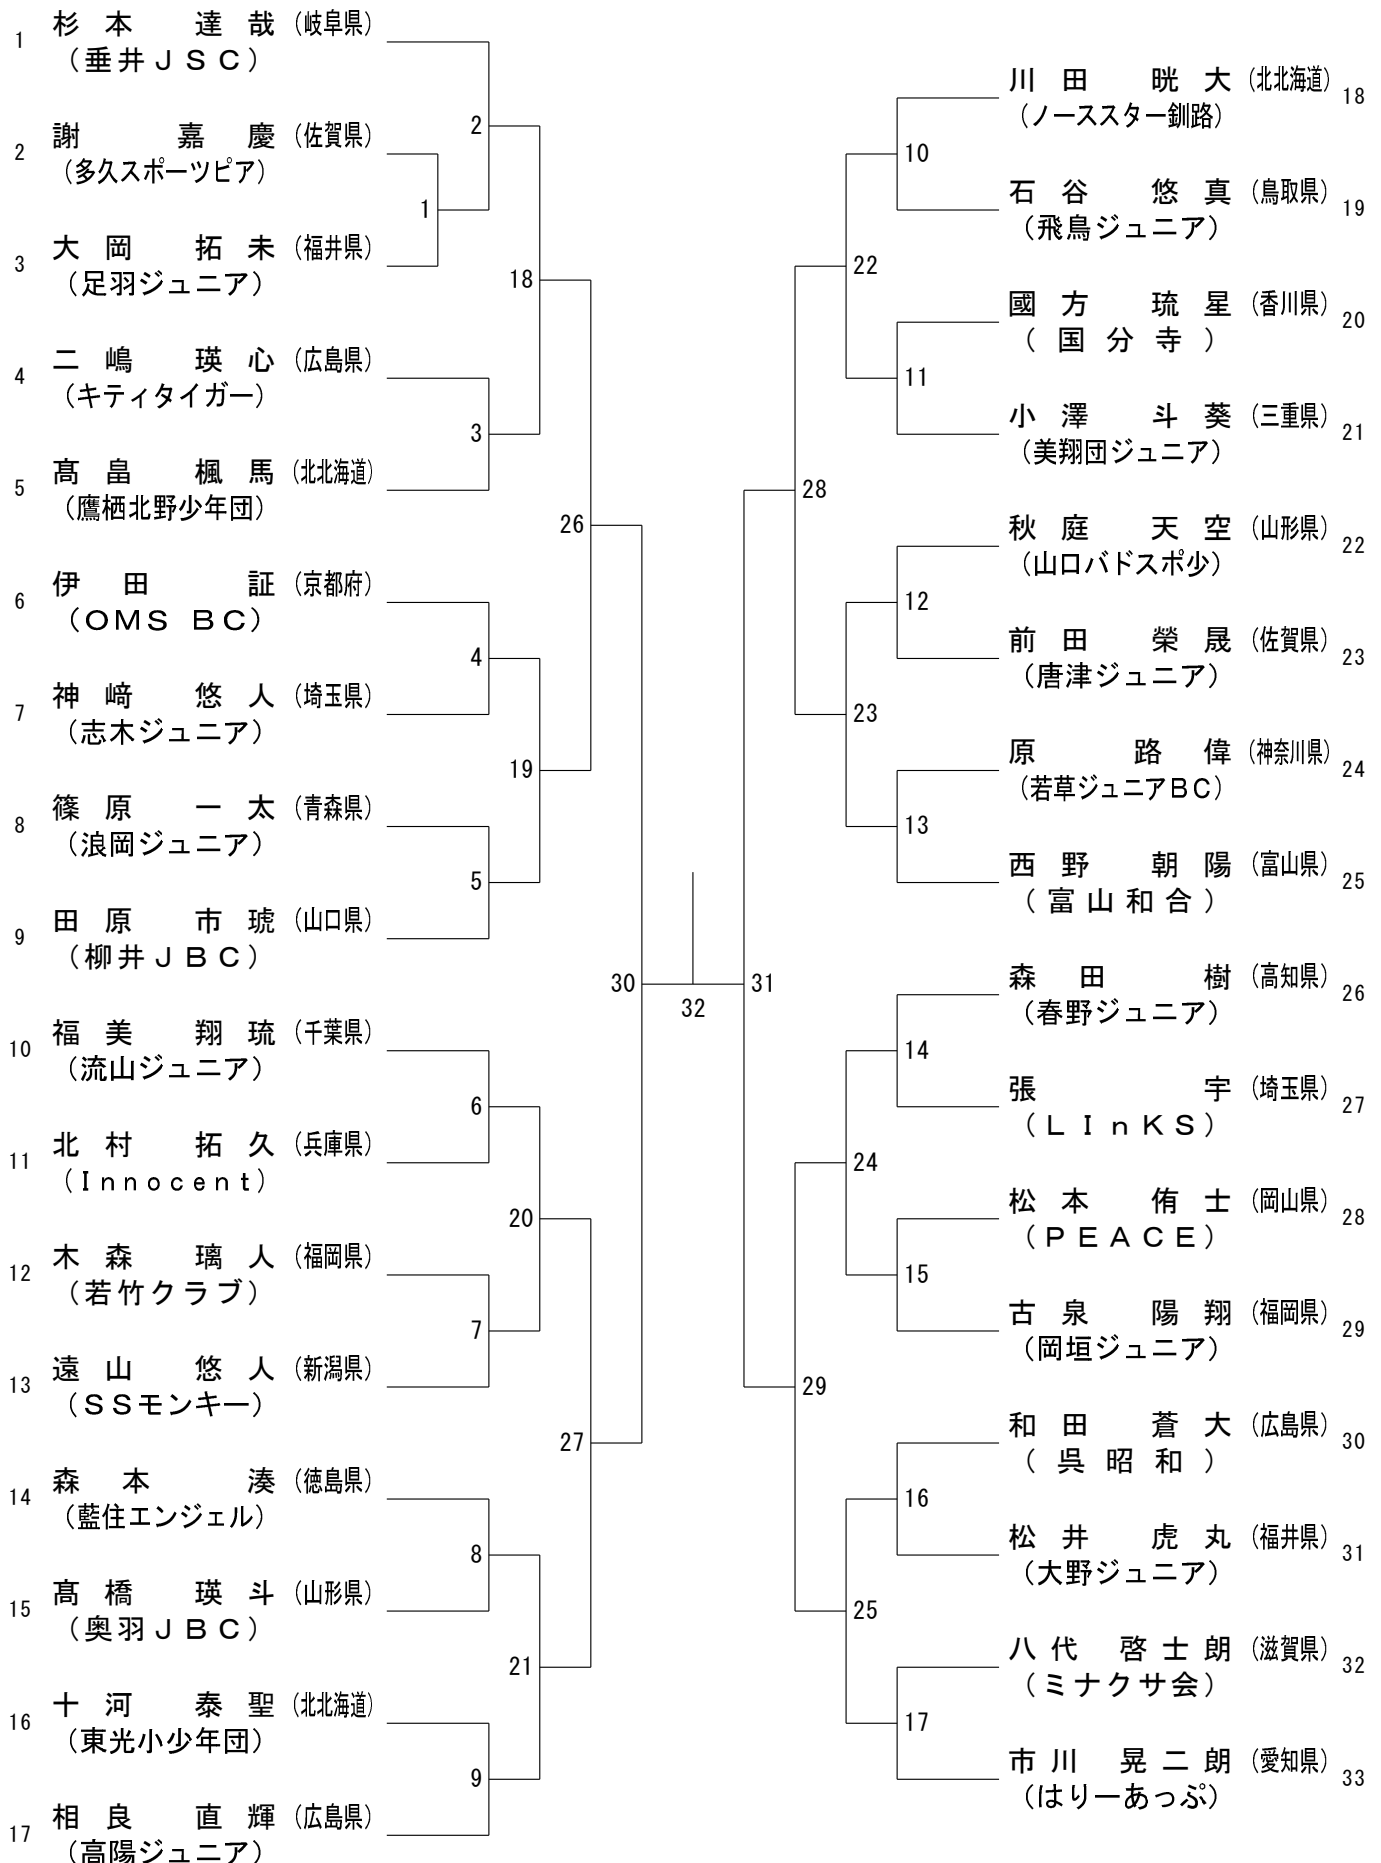 1 杉本 達哉 (岐阜県)
(垂井ＪＳＣ)
2 謝 嘉慶 (佐賀県)
(多久スポーツピア)
3 大岡 拓未 (福井県)
(足羽ジュニア)
4 二嶋 瑛心 (広島県)
(キティタイガー)
5 髙畠 楓馬 (北北海道)
(鷹栖北野少年団)
6 伊田 証 (京都府)
(ＯＭＳ ＢＣ)
7 神﨑 悠人 (埼玉県)
(志木ジュニア)
8 篠原 一太 (青森県)
(浪岡ジュニア)
9 田原 市琥 (山口県)
(柳井ＪＢＣ)
10 福美 翔琉 (千葉県)
(流山ジュニア)
11 北村 拓久 (兵庫県)
(Ｉｎｎｏｃｅｎｔ)
12 木森 璃人 (福岡県)
(若竹クラブ)
13 遠山 悠人 (新潟県)
(ＳＳモンキー)
14 森本 湊 (徳島県)
(藍住エンジェル)
15 髙橋 瑛斗 (山形県)
(奥羽ＪＢＣ)
16 十河 泰聖 (北北海道)
(東光小少年団)
17 相良 直輝 (広島県)
(高陽ジュニア)
1
2
3
4
5
6
7
8
9
18
19
20
21
26
27
30
32
31
28
29
22
23
24
25
10
11
12
13
14
15
16
17
川田 晄大 (北北海道) 18
(ノーススター釧路)
石谷 悠真 (鳥取県) 19
(飛鳥ジュニア)
國方 琉星 (香川県) 20
(国分寺)
小澤 斗葵 (三重県) 21
(美翔団ジュニア)
秋庭 天空 (山形県) 22
(山口バドスポ少)
前田 榮晟 (佐賀県) 23
(唐津ジュニア)
原 路偉 (神奈川県) 24
(若草ジュニアＢＣ)
西野 朝陽 (富山県) 25
(富山和合)
森田 樹 (高知県) 26
(春野ジュニア)
張 宇 (埼玉県) 27
(ＬＩｎＫＳ)
松本 侑士 (岡山県) 28
(ＰＥＡＣＥ)
古泉 陽翔 (福岡県) 29
(岡垣ジュニア)
和田 蒼大 (広島県) 30
(呉昭和)
松井 虎丸 (福井県) 31
(大野ジュニア)
八代 啓士朗 (滋賀県) 32
(ミナクサ会)
市川 晃二朗 (愛知県) 33
(はりーあっぷ)